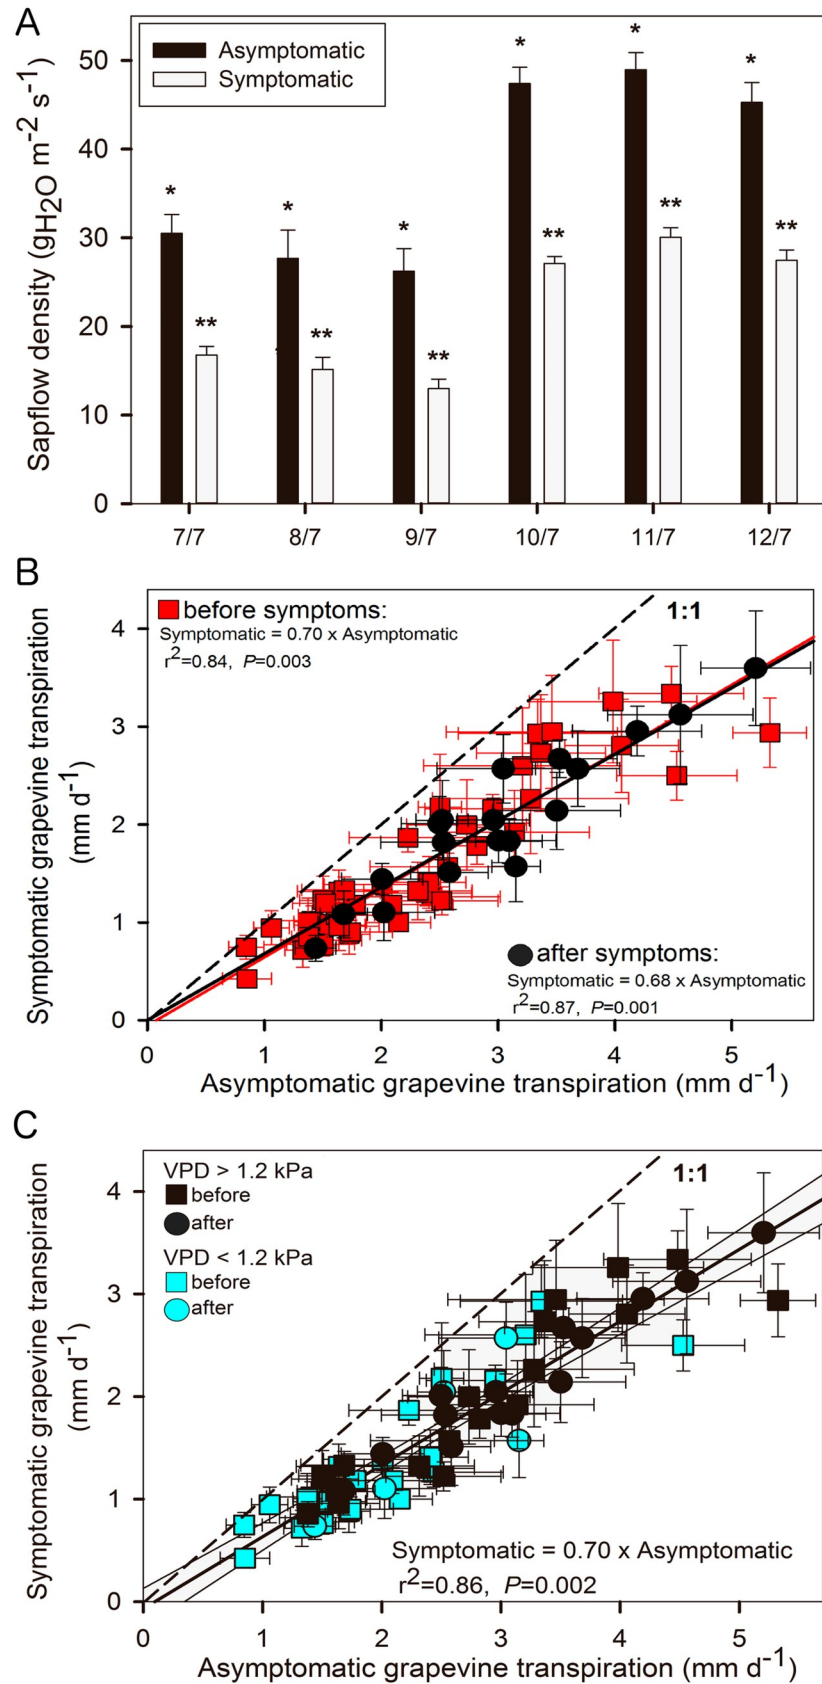 A
Asymptomatic
Symptomatic
Sapflow density (gH2O m-2 s-1)
50
40
30
20
10
0
* * * * * *
** ** ** ** ** **
7/7 8/7 9/7 10/7 11/7 12/7
B
before symptoms:
Symptomatic = 0.70 x Asymptomatic
r2=0.84, P=0.003
1:1
Symptomatic grapevine transpiration
(mm d-1)
4
3
2
1
0
after symptoms:
Symptomatic = 0.68 x Asymptomatic
r2=0.87, P=0.001
0 1 2 3 4 5
Asymptomatic grapevine transpiration (mm d-1)
C
VPD > 1.2 kPa
before
after
VPD < 1.2 kPa
before
after
1:1
Symptomatic grapevine transpiration
(mm d-1)
4
3
2
1
0
Symptomatic = 0.70 x Asymptomatic
r2=0.86, P=0.002
0 1 2 3 4 5
Asymptomatic grapevine transpiration (mm d-1)